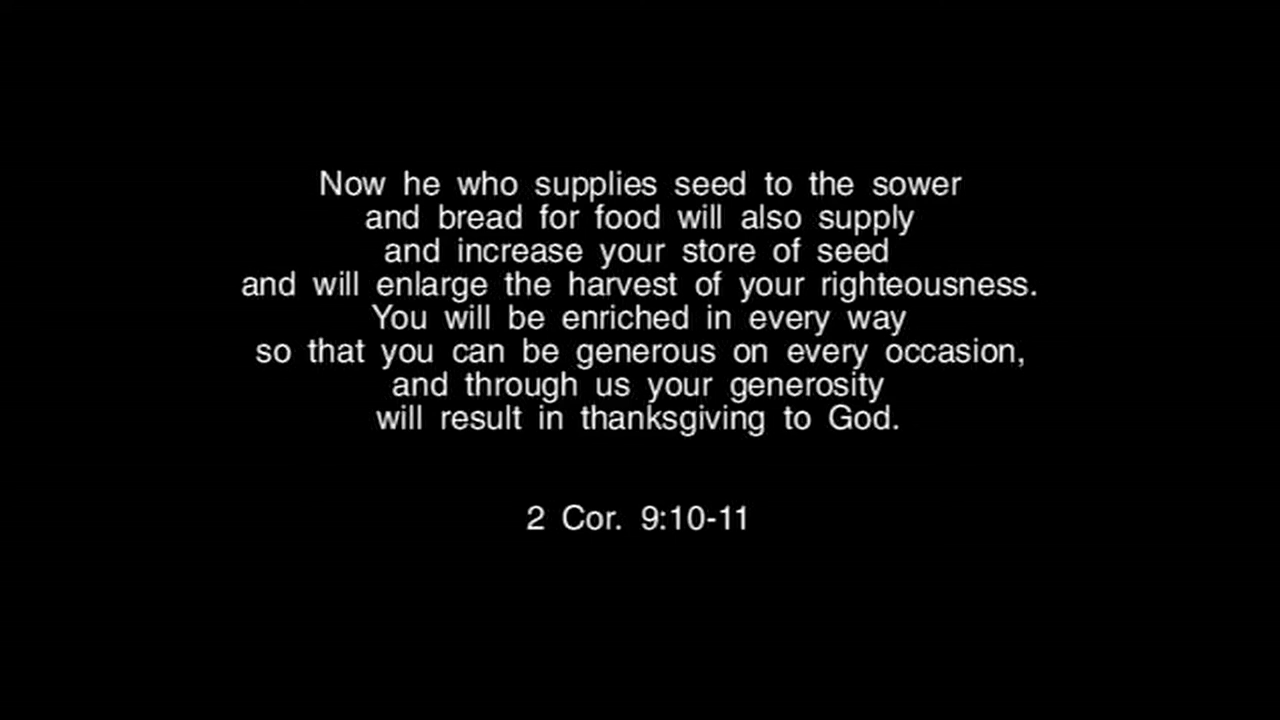 Now he who supplies seed to the sower
and bread for food will also supply
and increase your store of seed
and will enlarge the harvest of your righteousness.
You will be enriched in every way
so that you can be generous on every occasion,
and through us your generosity
will result in thanksgiving to God.
2 Cor. 9:10-11